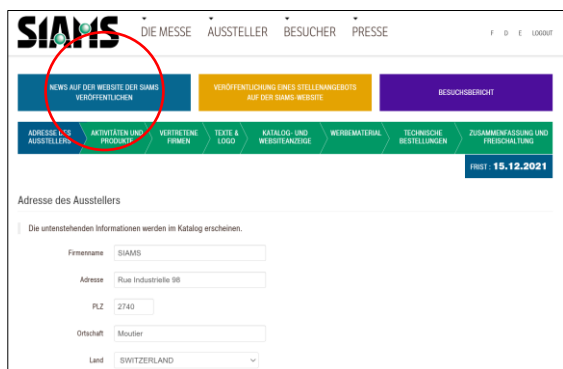 SIAMS
DIE MESSE AUSSTELLER BESUCHER PRESSE
F D E LOGOUT
NEWS AUF DER WEBSITE DER SIAMS
VERÖFFENTLICHEN
VERÖFFENTLICHUNG EINES STELLENANGEBOTS
AUF DER SIAMS-WEBSITE
BESUCHSBERICHT
ADRESSE DES
AUSSTELLERS
AKTIVITÄTEN UND
PRODUKTE
VERTRETENE
FIRMEN
TEXTE &
LOGO
KATALOG- UND
WEBSITEANZEIGE
WERBEMATERIAL
TECHNISCHE
BESTELLUNGEN
ZUSAMMENFASSUNG UND
FREISCHALTUNG
FRIST : 15.12.2021
Adresse des Ausstellers
Die untenstehenden Informationen werden im Katalog erscheinen.
Firmenname SIAMS
Adresse Rue Industrielle 98
PLZ 2740
Ortschaft Moutier
Land SWITZERLAND